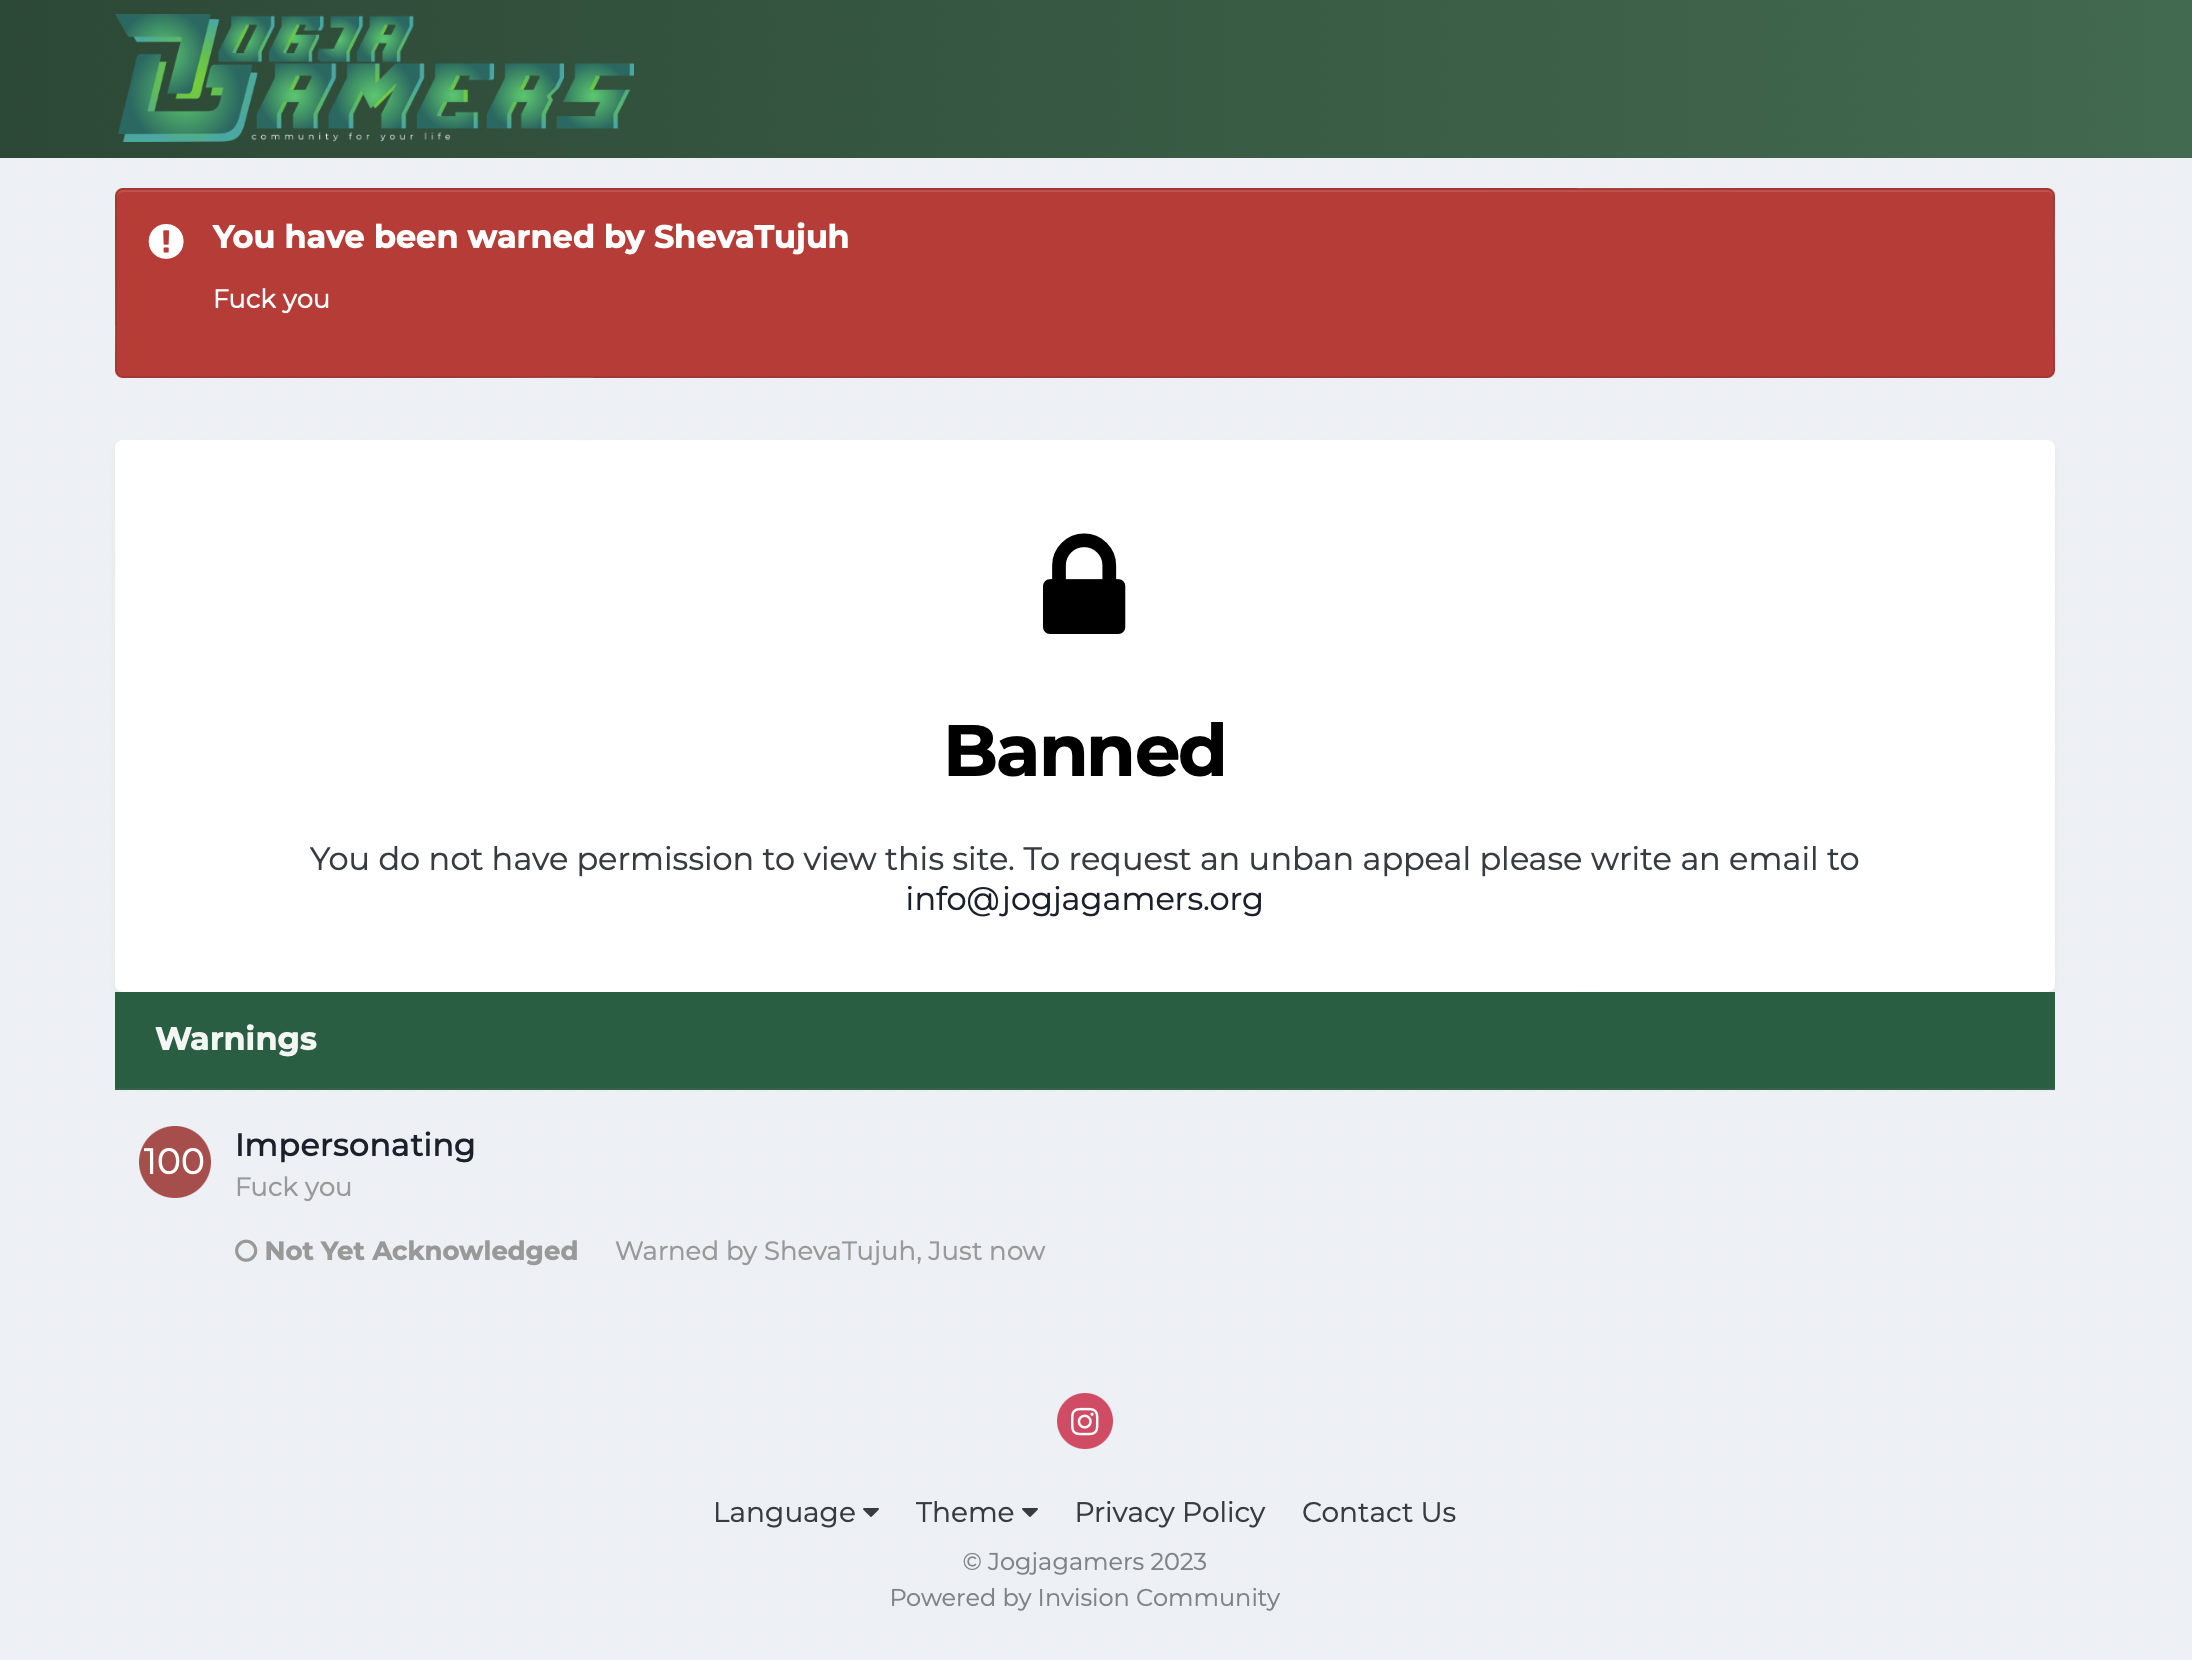 JOGJA
GAMERS
community for your life
You have been warned by ShevaTujuh
Fuck you
Banned
You do not have permission to view this site. To request an unban appeal please write an email to
info@jogjagamers.org
Warnings
100
Impersonating
Fuck you
Not Yet Acknowledged Warned by ShevaTujuh, Just now
Language Theme Privacy Policy Contact Us
© Jogjagamers 2023
Powered by Invision Community